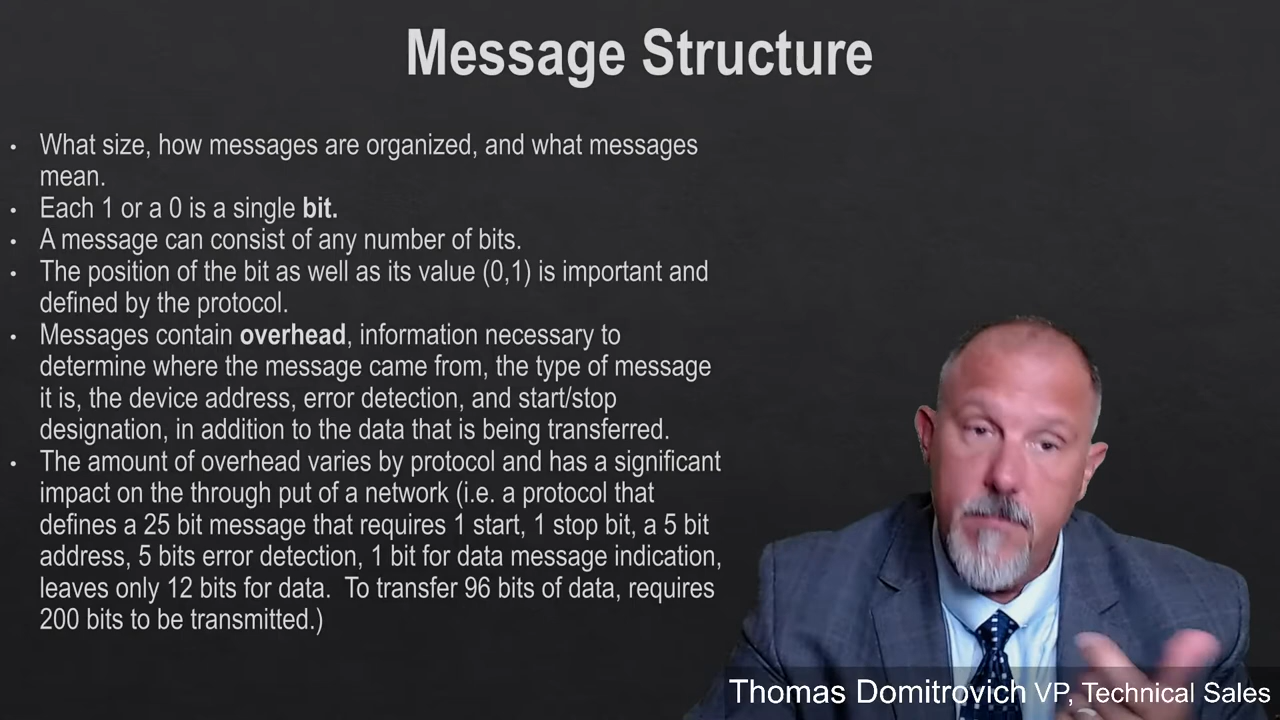 Message Structure
• What size, how messages are organized, and what messages
mean.
• Each 1 or a 0 is a single bit.
• A message can consist of any number of bits.
• The position of the bit as well as its value (0,1) is important and
defined by the protocol.
• Messages contain overhead, information necessary to
determine where the message came from, the type of message
it is, the device address, error detection, and start/stop
designation, in addition to the data that is being transferred.
• The amount of overhead varies by protocol and has a significant
impact on the through put of a network (i.e. a protocol that
defines a 25 bit message that requires 1 start, 1 stop bit, a 5 bit
address, 5 bits error detection, 1 bit for data message indication,
leaves only 12 bits for data.  To transfer 96 bits of data, requires
200 bits to be transmitted.)
Thomas Domitrovich VP, Technical Sales